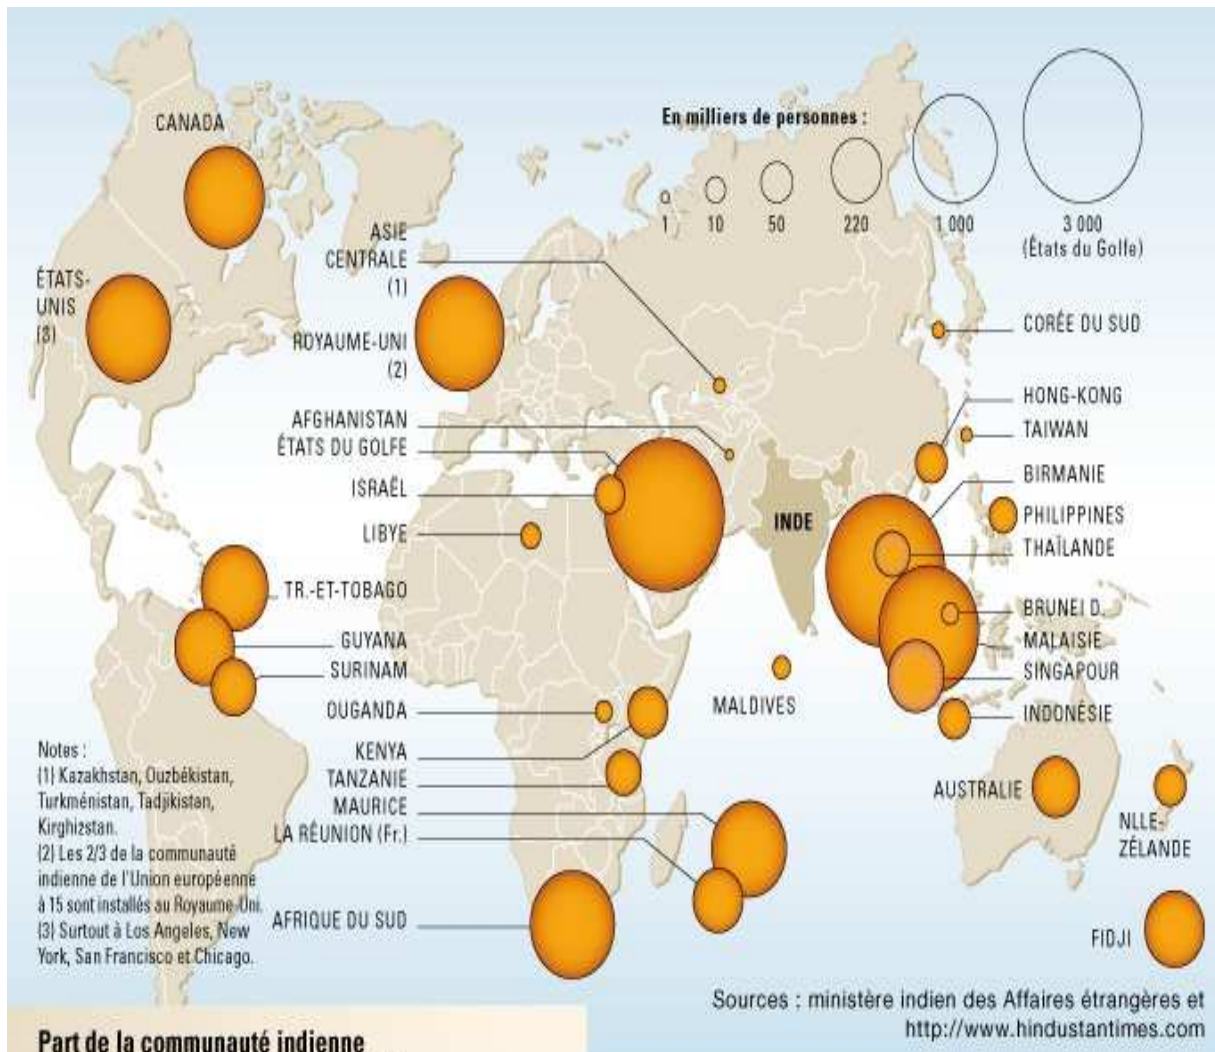 CANADA
En milliers de personnes :
1
10
50
220
1 000
3 000
(États du Golfe)
ÉTATS-
UNIS
(3)
ASIE
CENTRALE
(1)
ROYAUME-UNI
(2)
AFGHANISTAN
ÉTATS DU GOLFE
ISRAËL
LIBYE
TR.-ET-TOBAGO
GUYANA
SURINAM
OUGANDA
KENYA
TANZANIE
MAURICE
LA RÉUNION (Fr.)
AFRIQUE DU SUD
INDE
MALDIVES
CORÉE DU SUD
HONG-KONG
TAIWAN
BIRMANIE
PHILIPPINES
THAÏLANDE
BRUNEI D.
MALAISIE
SINGAPOUR
INDONÉSIE
AUSTRALIE
NLLE-
ZÉLANDE
FIDJI
Notes :
(1) Kazakhstan, Ouzbékistan,
Turkménistan, Tadjikistan,
Kirghizstan.
(2) Les 2/3 de la communauté
indienne de l'Union européenne
à 15 sont installés au Royaume-Uni.
(3) Surtout à Los Angeles, New
York, San Francisco et Chicago.
Sources : ministère indien des Affaires étrangères et
http://www.hindustantimes.com
Part de la communauté indienne